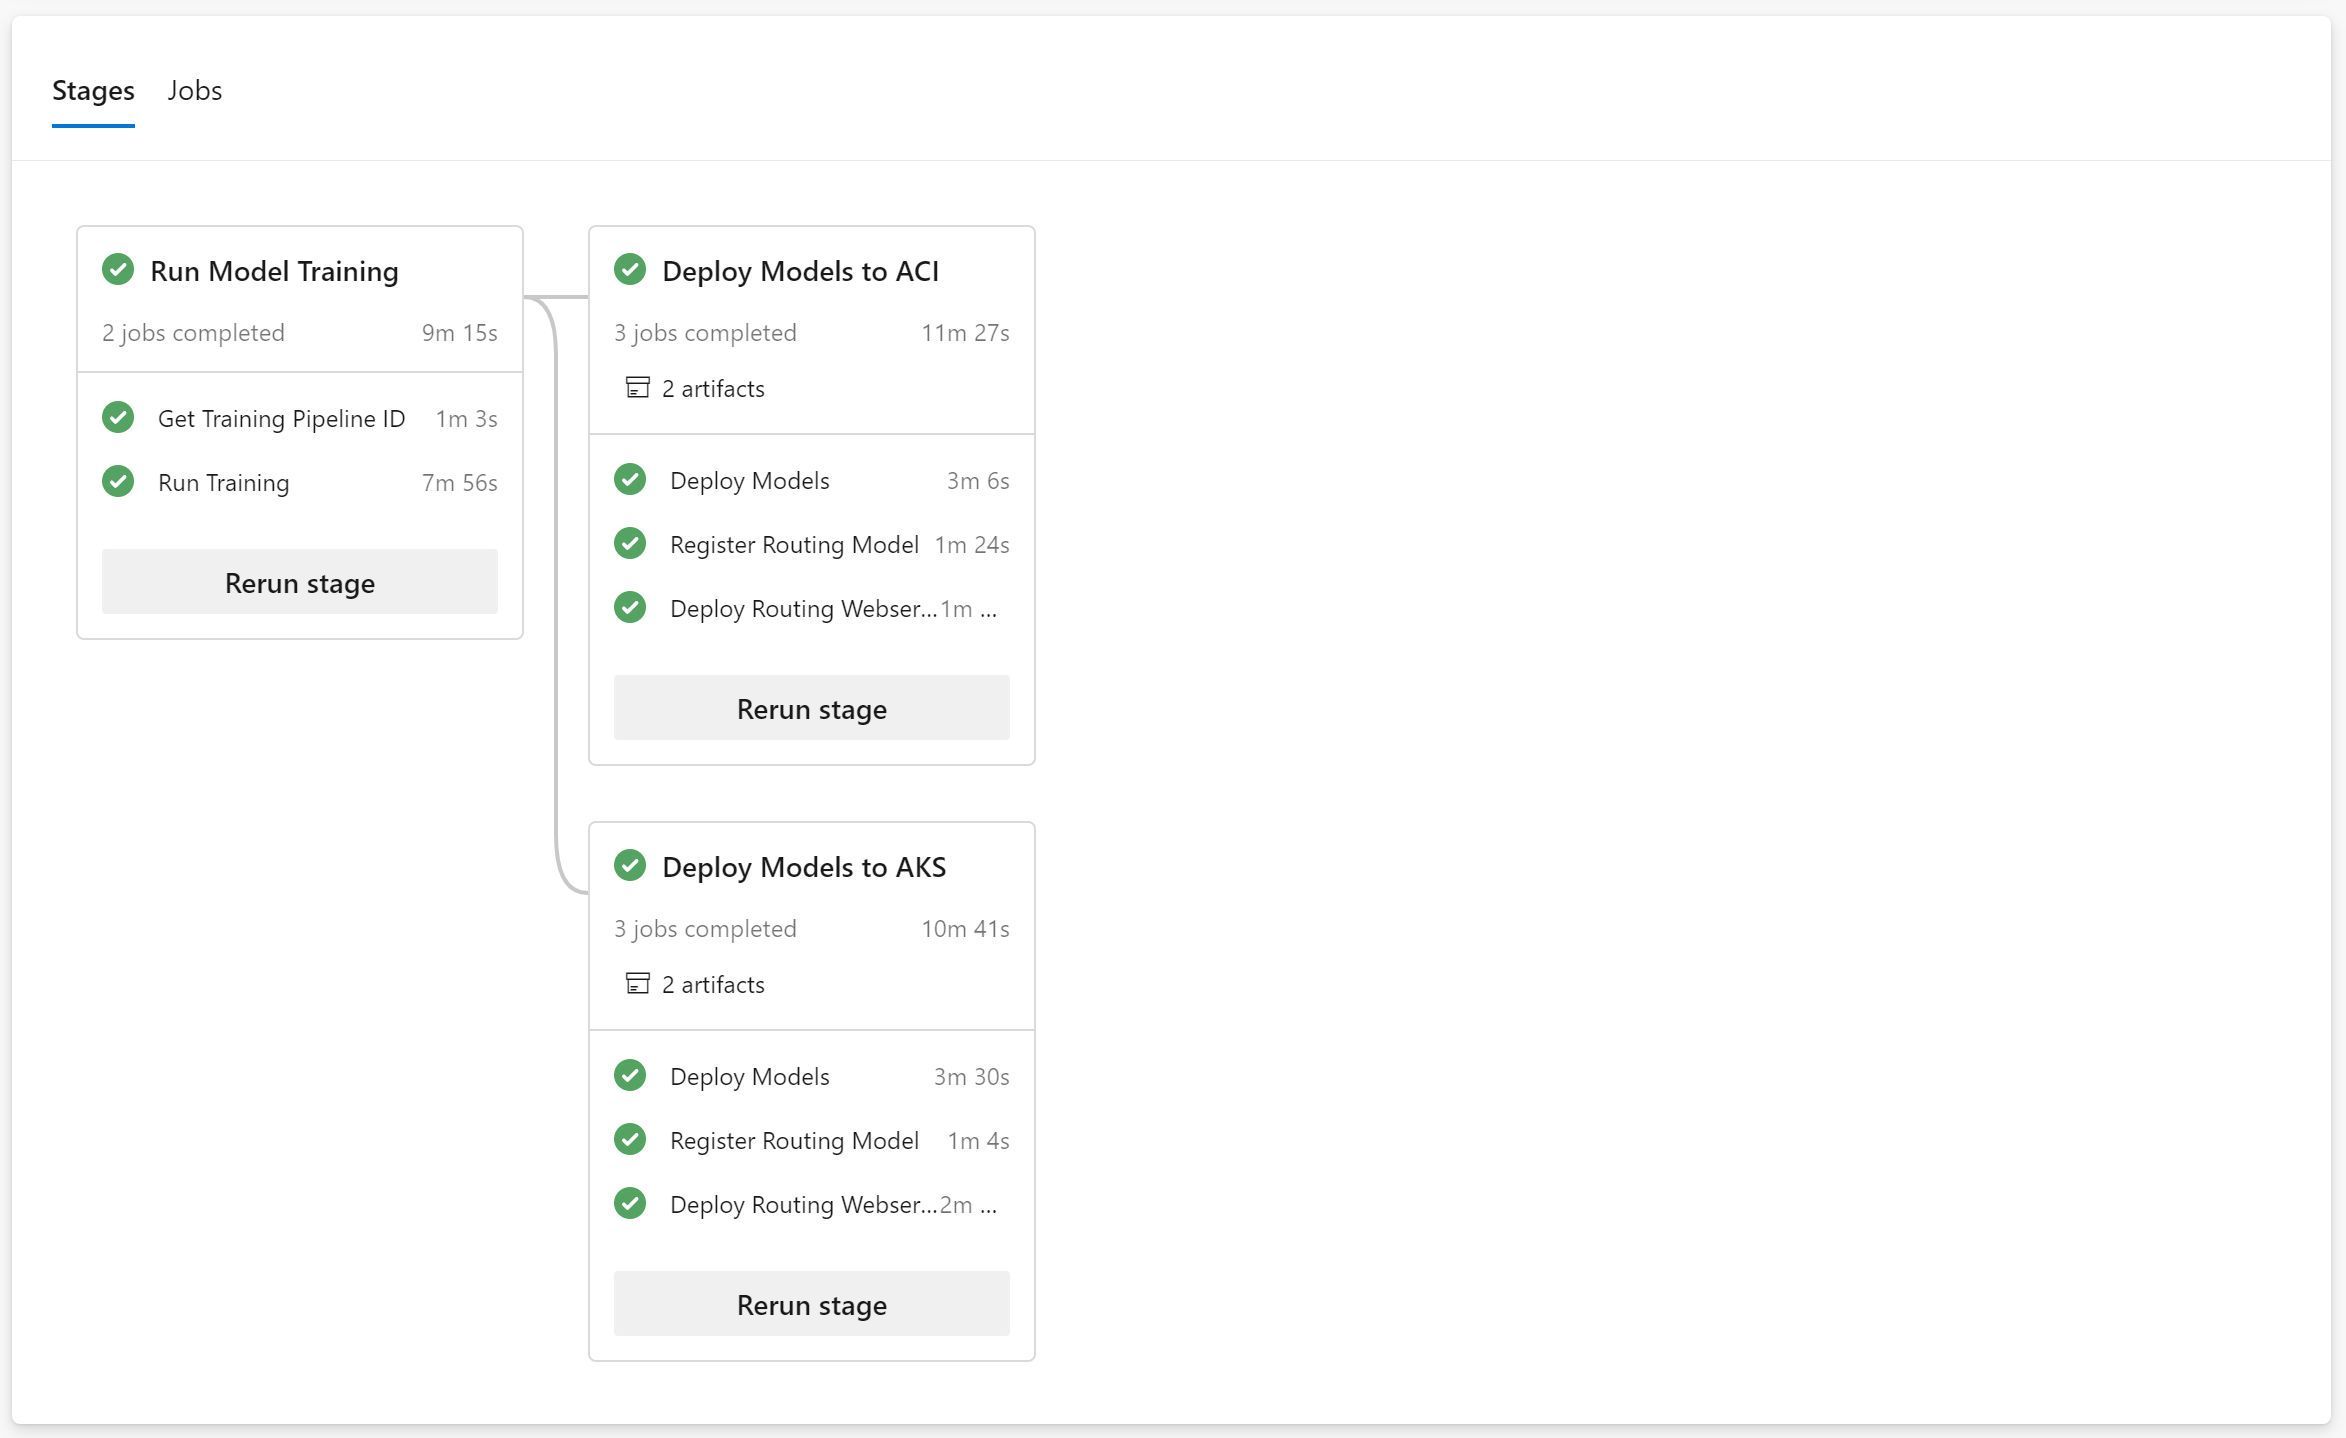 Stages Jobs
Run Model Training
2 jobs completed 9m 15s
Get Training Pipeline ID 1m 3s
Run Training 7m 56s
Rerun stage
Deploy Models to ACI
3 jobs completed 11m 27s
2 artifacts
Deploy Models 3m 6s
Register Routing Model 1m 24s
Deploy Routing Webser... 1m ...
Rerun stage
Deploy Models to AKS
3 jobs completed 10m 41s
2 artifacts
Deploy Models 3m 30s
Register Routing Model 1m 4s
Deploy Routing Webser... 2m ...
Rerun stage